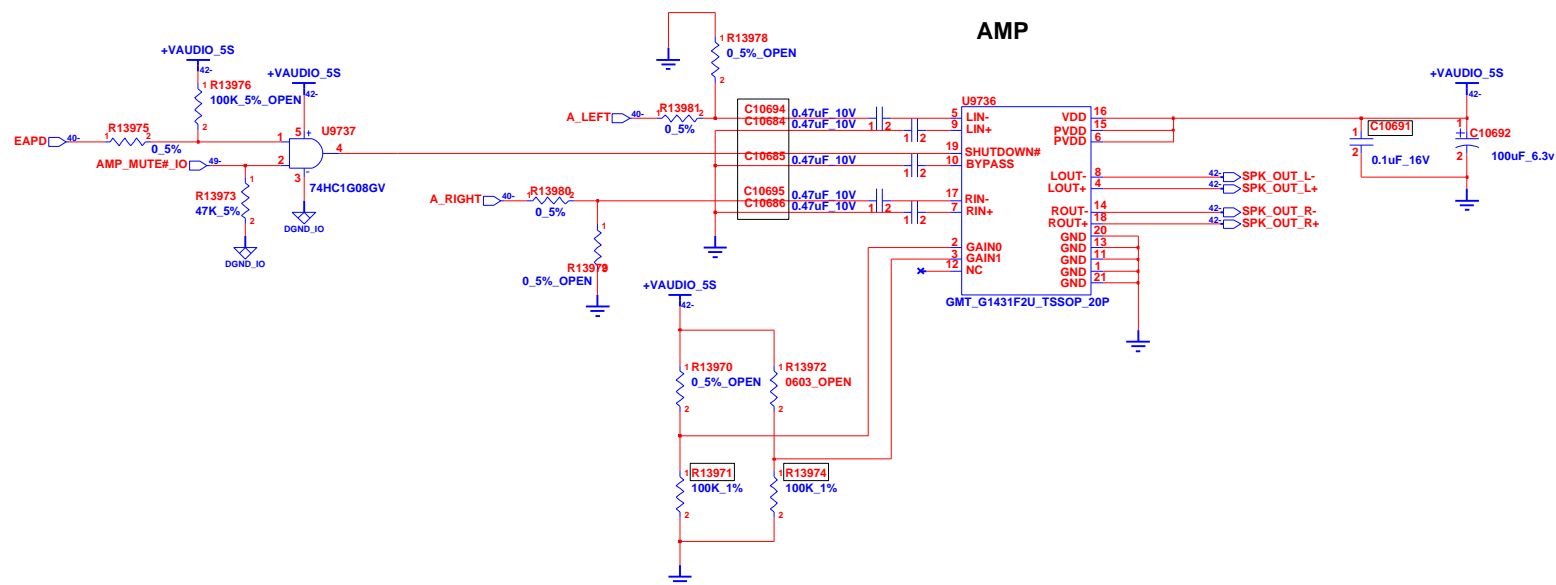 AMP
+VAUDIO_5S
42-
1
R13976
100K_5%_OPEN
2
+VAUDIO_5S
42-
EAPD
40-
1
R13975
2
0_5%
AMP_MUTE#_IO
49-
1
2
5
+
U9737
4
3
-
74HC1G08GV
DGND_IO
R13973
47K_5%
1
2
DGND_IO
1
R13978
0_5%_OPEN
2
A_LEFT
40-
1
R13981
2
0_5%
A_RIGHT
40-
1
R13980
2
0_5%
1
R13979
2
0_5%_OPEN
C10694
0.47uF_10V
1
2
C10684
0.47uF_10V
1
2
C10685
0.47uF_10V
1
2
C10695
0.47uF_10V
1
2
C10686
0.47uF_10V
1
2
U9736
5
LIN-
9
LIN+
19
SHUTDOWN#
10
BYPASS
17
RIN-
7
RIN+
2
GAIN0
3
GAIN1
12
NC
VDD
16
PVDD
15
PVDD
6
LOUT-
8
LOUT+
4
ROUT-
14
ROUT+
18
GND
20
GND
13
GND
11
GND
1
GND
21
GMT_G1431F2U_TSSOP_20P
42-
SPK_OUT_L-
42-
SPK_OUT_L+
42-
SPK_OUT_R-
42-
SPK_OUT_R+
+VAUDIO_5S
42-
1
C10691
2
0.1uF_16V
1
+
C10692
2
100uF_6.3v
+VAUDIO_5S
42-
1
R13970
0_5%_OPEN
2
1
R13972
0603_OPEN
2
1
R13971
100K_1%
2
1
R13974
100K_1%
2